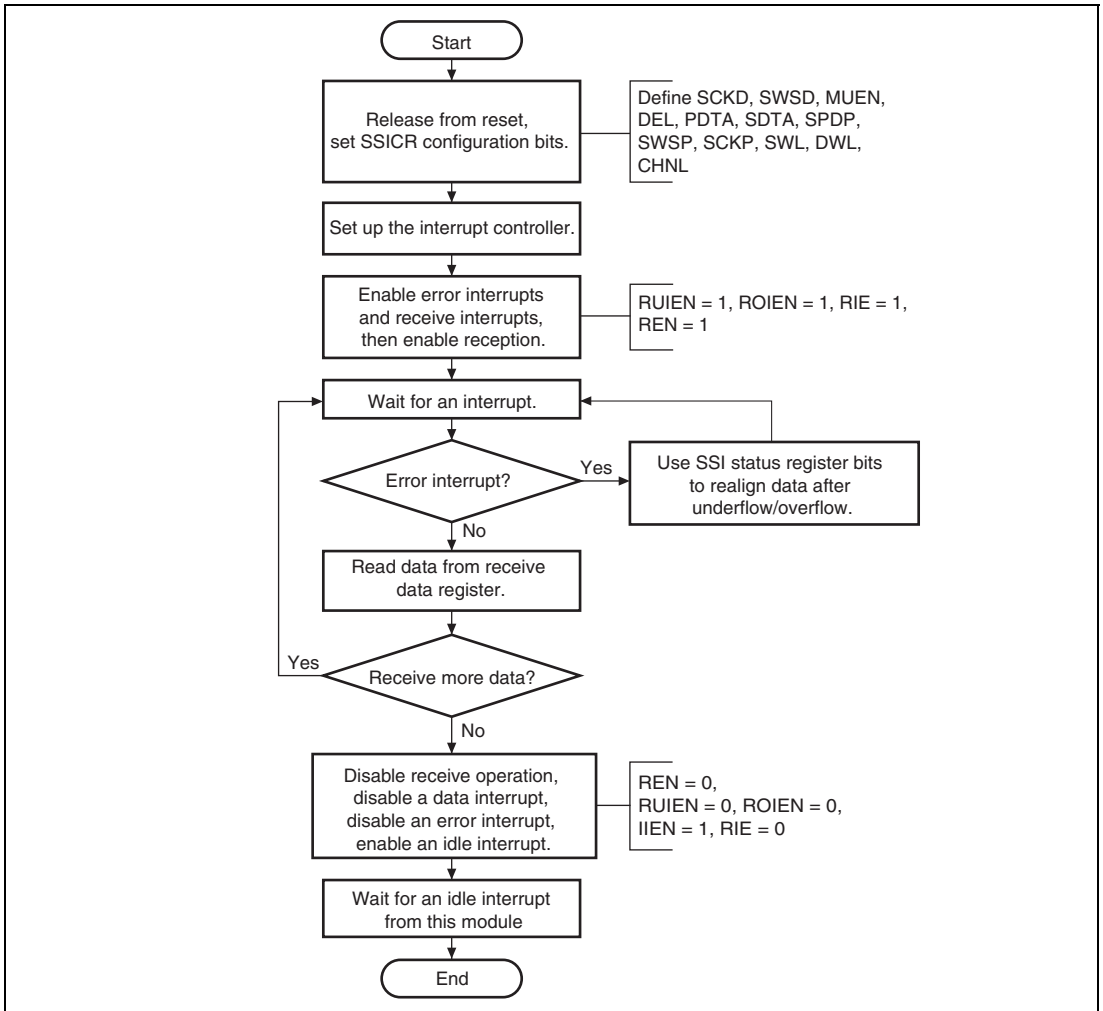 Start
Release from reset,
set SSICR configuration bits.
Define SCKD, SWSD, MUEN,
DEL, PDTA, SDTA, SPDP,
SWSP, SCKP, SWL, DWL,
CHNL
Set up the interrupt controller.
Enable error interrupts
and receive interrupts,
then enable reception.
RUIEN = 1, ROIEN = 1, RIE = 1,
REN = 1
Wait for an interrupt.
Error interrupt?
Yes
Use SSI status register bits
to realign data after
underflow/overflow.
No
Read data from receive
data register.
Yes
Receive more data?
No
Disable receive operation,
disable a data interrupt,
disable an error interrupt,
enable an idle interrupt.
REN = 0,
RUIEN = 0, ROIEN = 0,
IIEN = 1, RIE = 0
Wait for an idle interrupt
from this module
End